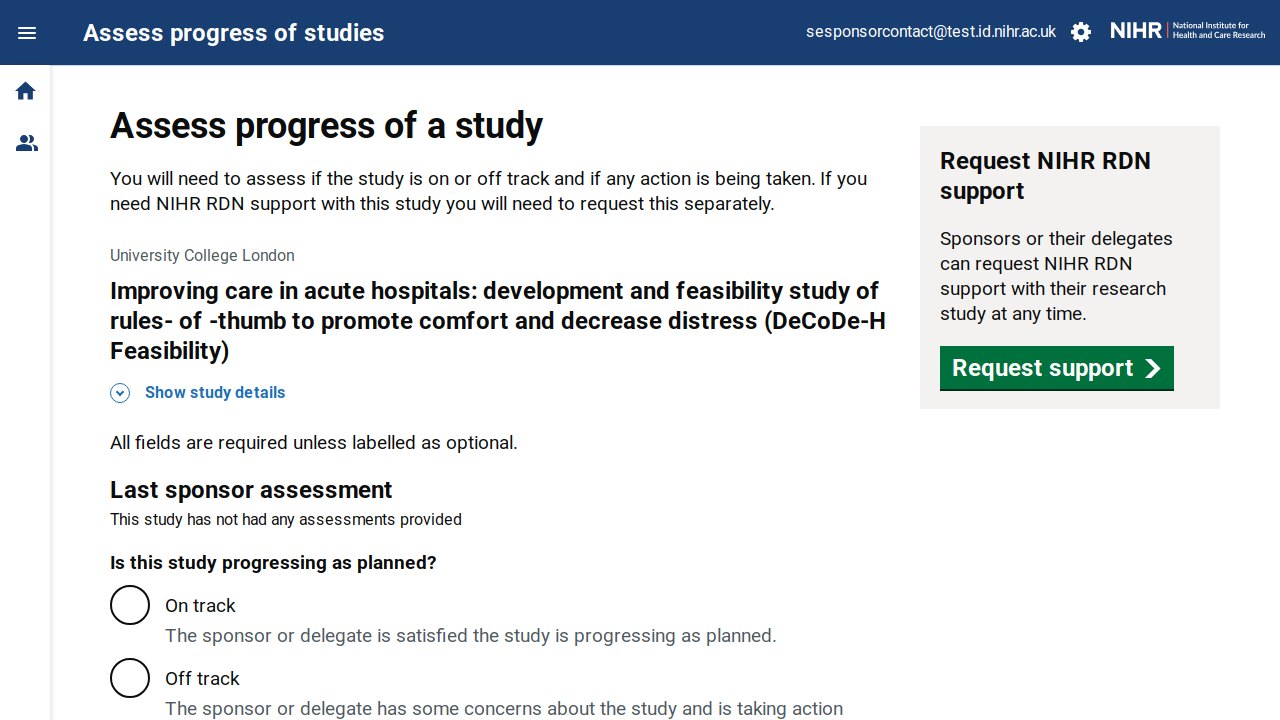 Assess progress of studies
sesponsorcontact@test.id.nihr.ac.uk
NIHR | National Institute for
Health and Care Research
Assess progress of a study
You will need to assess if the study is on or off track and if any action is being taken. If you
need NIHR RDN support with this study you will need to request this separately.
University College London
Improving care in acute hospitals: development and feasibility study of
rules- of -thumb to promote comfort and decrease distress (DeCoDe-H
Feasibility)
Show study details
All fields are required unless labelled as optional.
Last sponsor assessment
This study has not had any assessments provided
Is this study progressing as planned?
On track
The sponsor or delegate is satisfied the study is progressing as planned.
Off track
The sponsor or delegate has some concerns about the study and is taking action
Request NIHR RDN
support
Sponsors or their delegates
can request NIHR RDN
support with their research
study at any time.
Request support